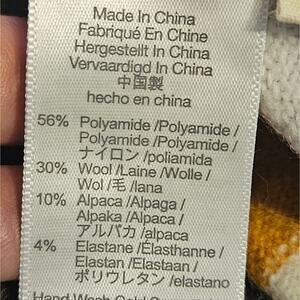 Made In China
Fabriqué En Chine
Hergestellt In China
Vervaardigd In China
中国製
hecho en china
56% Polyamide /Polyamide /
Polyamide /Polyamide /
ナイロン /poliamida
30% Wool /Laine /Wolle /
Wol /毛 /lana
10% Alpaca /Alpaga /
Alpaka /Alpaca /
アルパカ /alpaca
4% Elastane /Élasthanne /
Elastan /Elastaan /
ポリウレタン /elastano
Hand Wash Cold